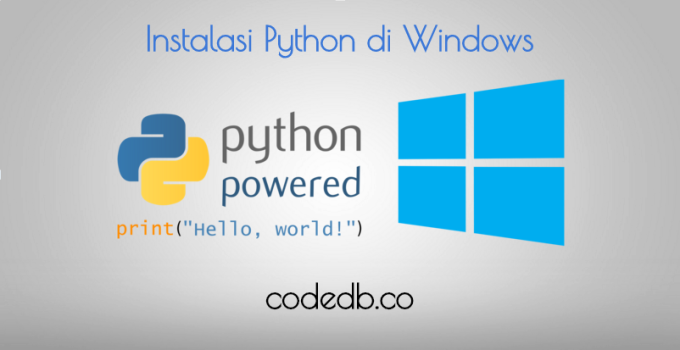 Instalasi Python di Windows
python
powered
print("Hello, world!")
codedb.co